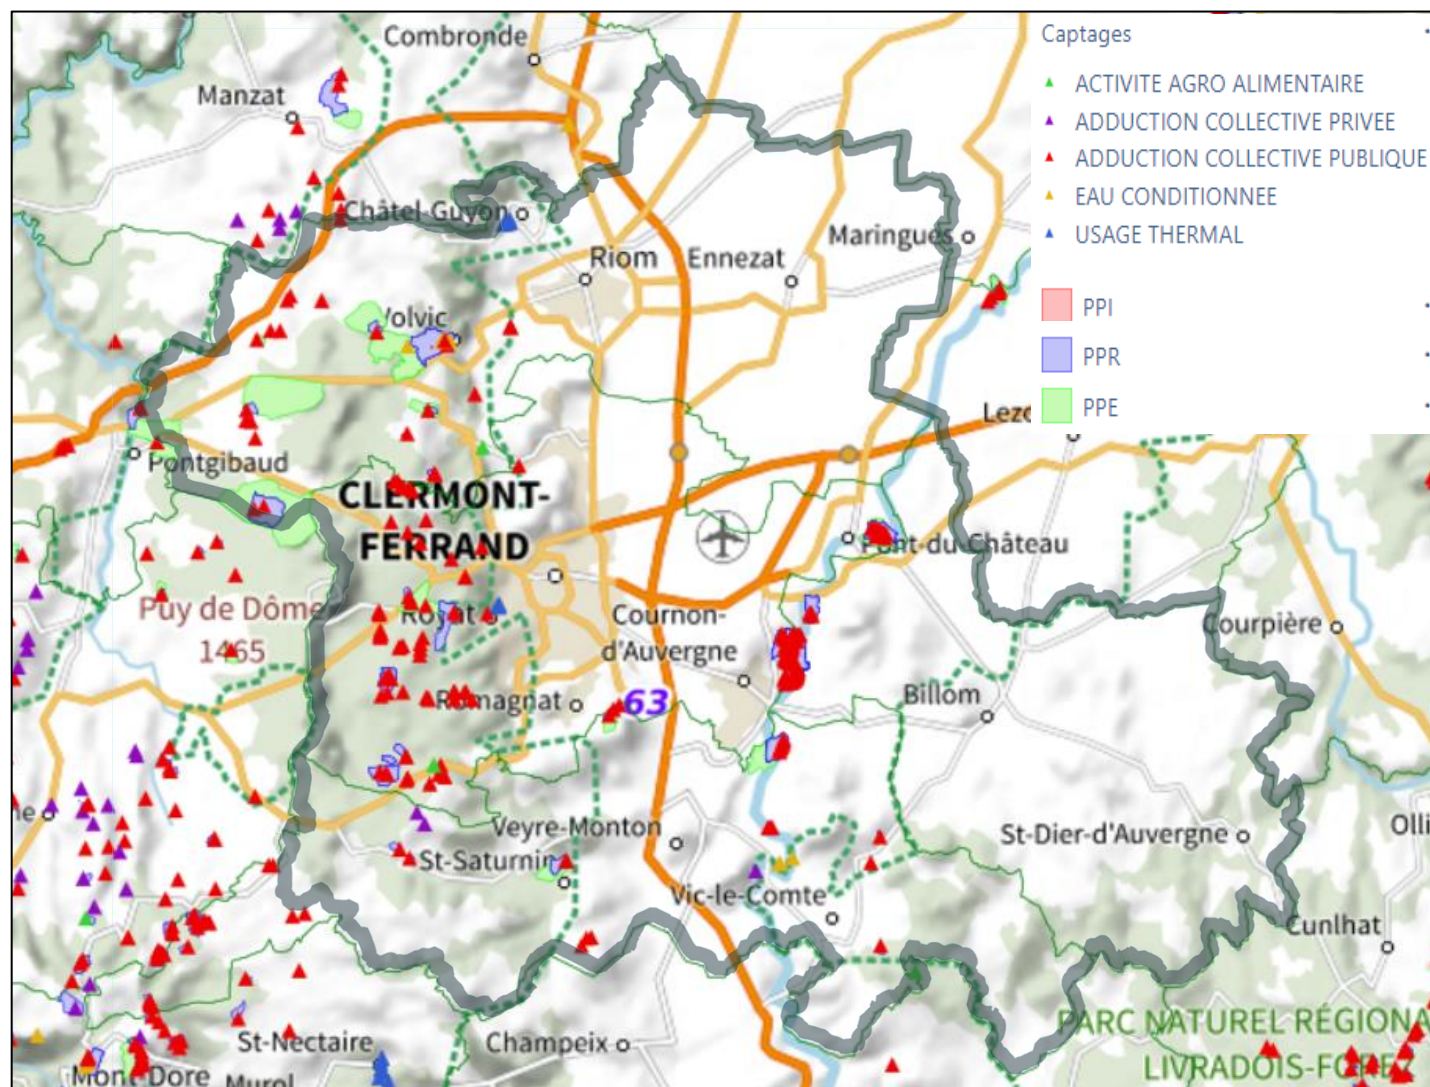 Combronde
Captages
ACTIVITE AGRO ALIMENTAIRE
Manzat
ADDUCTION COLLECTIVE PRIVEE
ADDUCTION COLLECTIVE PUBLIQUE
EAU CONDITIONNEE
Châtel Guyon
Maringues
USAGE THERMAL
Riom
Ennezat
PPI
Volvic
PPR
PPE
Lezo
Pontgibaud
CLERMONT-
FERRAND
Pont-du Château
Puy de Dôme
1465
Royat
Cournon-
d'Auvergne
Courpière
Romagnat
63
Billom
Veyre-Monton
St-Dier-d'Auvergne
Olli
St-Saturnin
Vic-le-Comte
Cunlhat
St-Nectaire
Champeix
PARC NATUREL RÉGIONA
LIVRADOIS-FOREZ
Mont-Dore
Murol